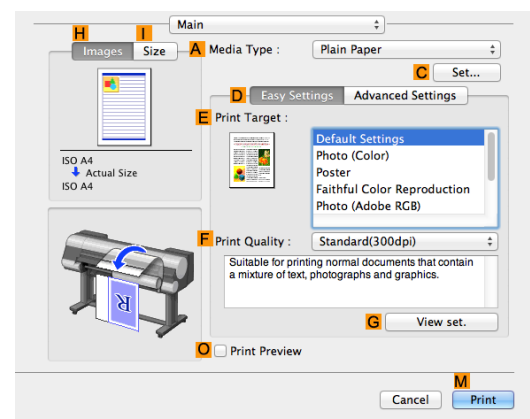 Main
H I
Images Size
A Media Type : Plain Paper
C Set...
D Easy Settings Advanced Settings
E Print Target :
Default Settings
Photo (Color)
Poster
Faithful Color Reproduction
Photo (Adobe RGB)
ISO A4
Actual Size
ISO A4
F Print Quality : Standard(300dpi)
Suitable for printing normal documents that contain
a mixture of text, photographs and graphics.
R
G View set.
O Print Preview
M
Cancel Print